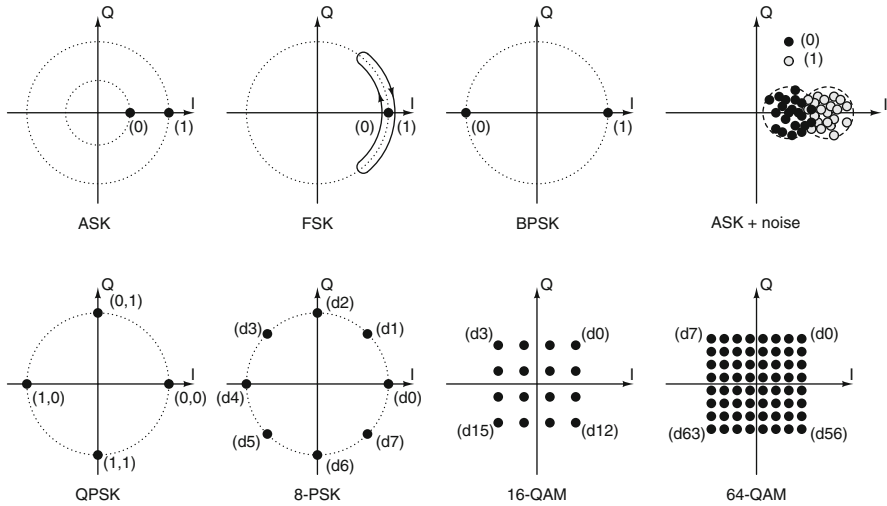 Q
I
(0)
(1)
ASK
Q
I
(0)
(1)
FSK
Q
I
(0)
(1)
BPSK
Q
(0)
(1)
I
ASK + noise
Q
(0,1)
I
(1,0)
(0,0)
(1,1)
QPSK
Q
(d2)
(d3)
(d1)
I
(d4)
(d0)
(d5)
(d7)
(d6)
8-PSK
Q
(d3)
(d0)
I
(d15)
(d12)
16-QAM
Q
(d7)
(d0)
I
(d63)
(d56)
64-QAM